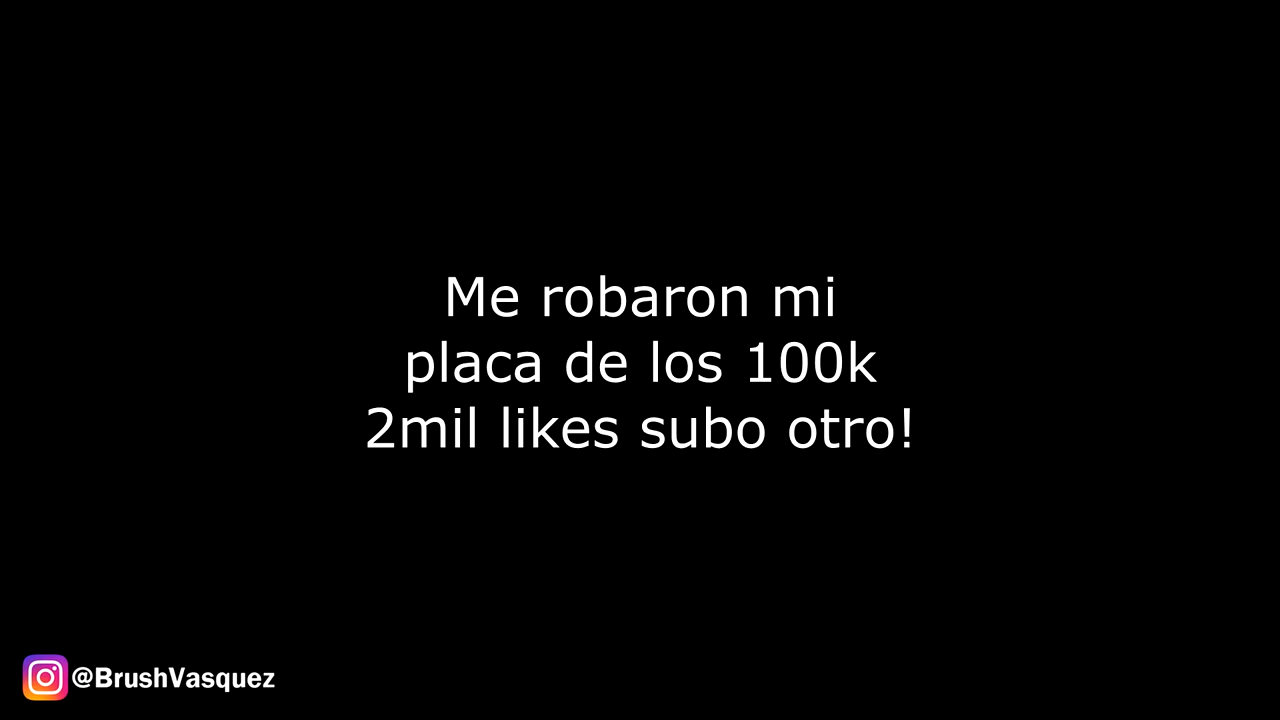 Me robaron mi
placa de los 100k
2mil likes subo otro!
@BrushVasquez